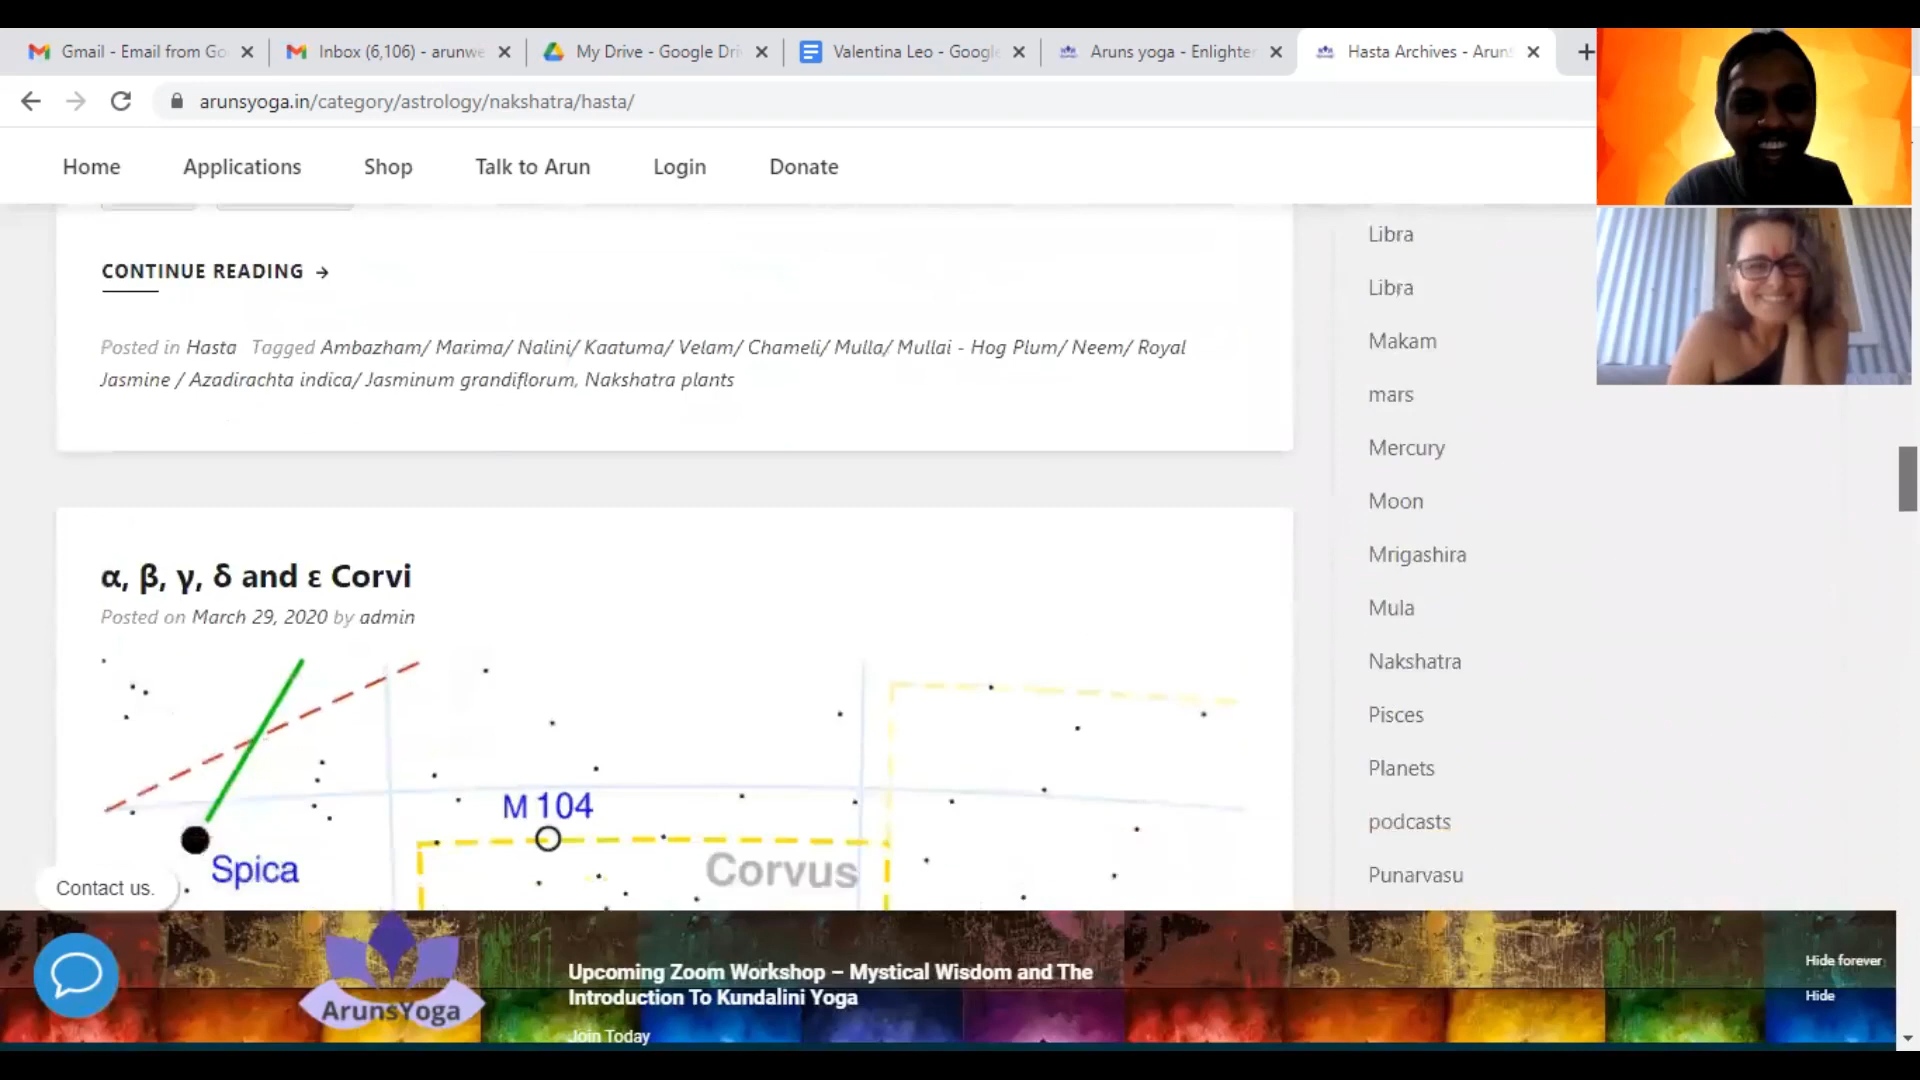 Gmail - Email from Go
Inbox (6,106) - arunwe
My Drive - Google Dri
Valentina Leo - Google
Aruns yoga - Enlighten
Hasta Archives - Aruns
arunsyoga.in/category/astrology/nakshatra/hasta/
Home Applications Shop Talk to Arun Login Donate
CONTINUE READING →
Posted in Hasta Tagged Ambazham/ Marima/ Nalini/ Kaatuma/ Velam/ Chameli/ Mulla/ Mullai - Hog Plum/ Neem/ Royal
Jasmine / Azadirachta indica/ Jasminum grandiflorum, Nakshatra plants
α, β, γ, δ and ε Corvi
Posted on March 29, 2020 by admin
M 104
Corvus
Spica
Libra
Libra
Makam
mars
Mercury
Moon
Mrigashira
Mula
Nakshatra
Pisces
Planets
podcasts
Punarvasu
Contact us.
ArunsYoga
Upcoming Zoom Workshop – Mystical Wisdom and The
Introduction To Kundalini Yoga
Join Today
Hide forever
Hide